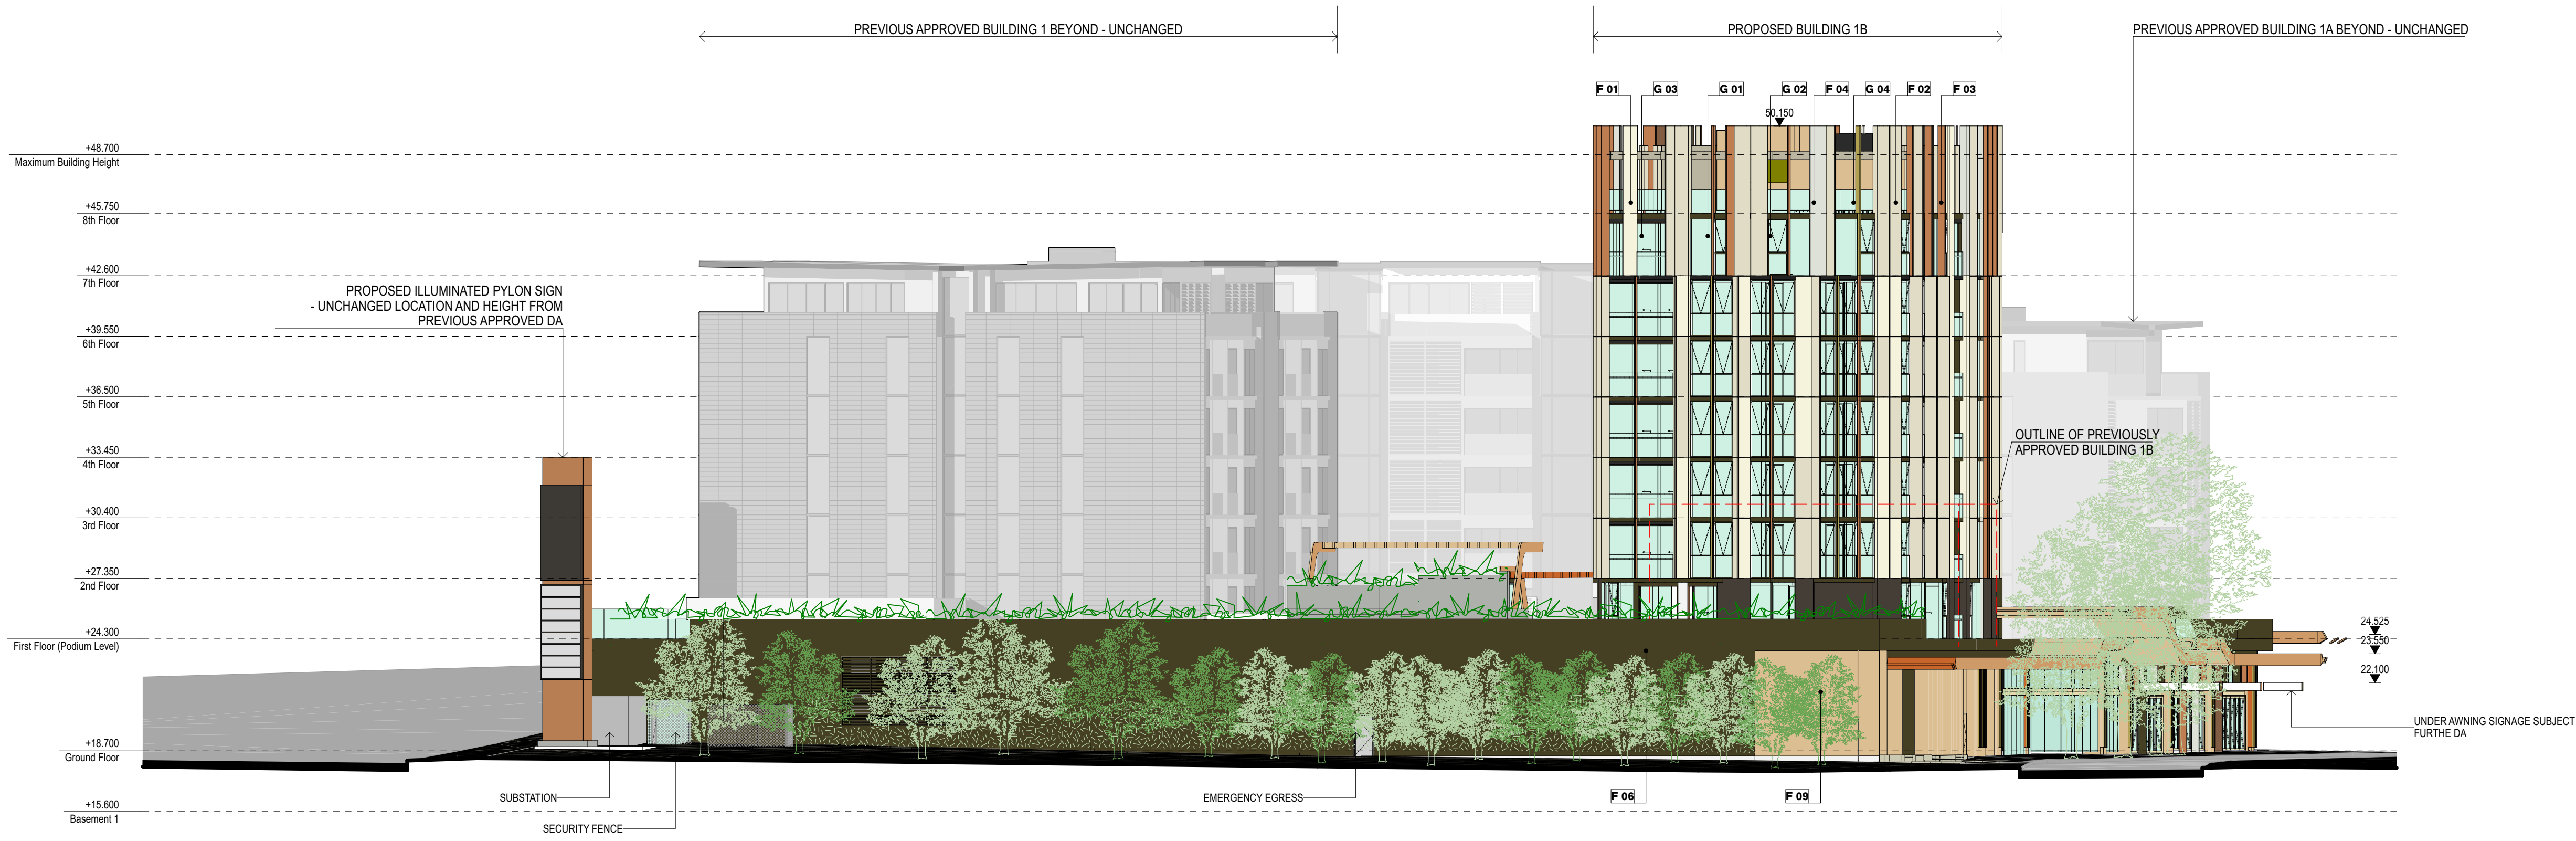 PREVIOUS APPROVED BUILDING 1 BEYOND - UNCHANGED
PROPOSED BUILDING 1B
PREVIOUS APPROVED BUILDING 1A BEYOND - UNCHANGED
F 01
G 03
G 01
G 02
F 04
G 04
F 02
F 03
50.150
+48.700
Maximum Building Height
+45.750
8th Floor
+42.600
7th Floor
PROPOSED ILLUMINATED PYLON SIGN
- UNCHANGED LOCATION AND HEIGHT FROM
PREVIOUS APPROVED DA
+39.550
6th Floor
+36.500
5th Floor
OUTLINE OF PREVIOUSLY
APPROVED BUILDING 1B
+33.450
4th Floor
+30.400
3rd Floor
+27.350
2nd Floor
+24.300
First Floor (Podium Level)
24.525
23.550
22.100
UNDER AWNING SIGNAGE SUBJECT
FURTHE DA
+18.700
Ground Floor
SUBSTATION
EMERGENCY EGRESS
F 06
F 09
SECURITY FENCE
+15.600
Basement 1